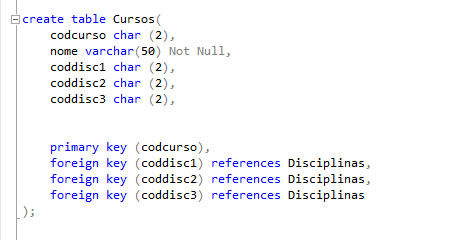 create table Cursos(
codcurso char (2),
nome varchar(50) Not Null,
coddisc1 char (2),
coddisc2 char (2),
coddisc3 char (2),
primary key (codcurso),
foreign key (coddisc1) references Disciplinas,
foreign key (coddisc2) references Disciplinas,
foreign key (coddisc3) references Disciplinas
);